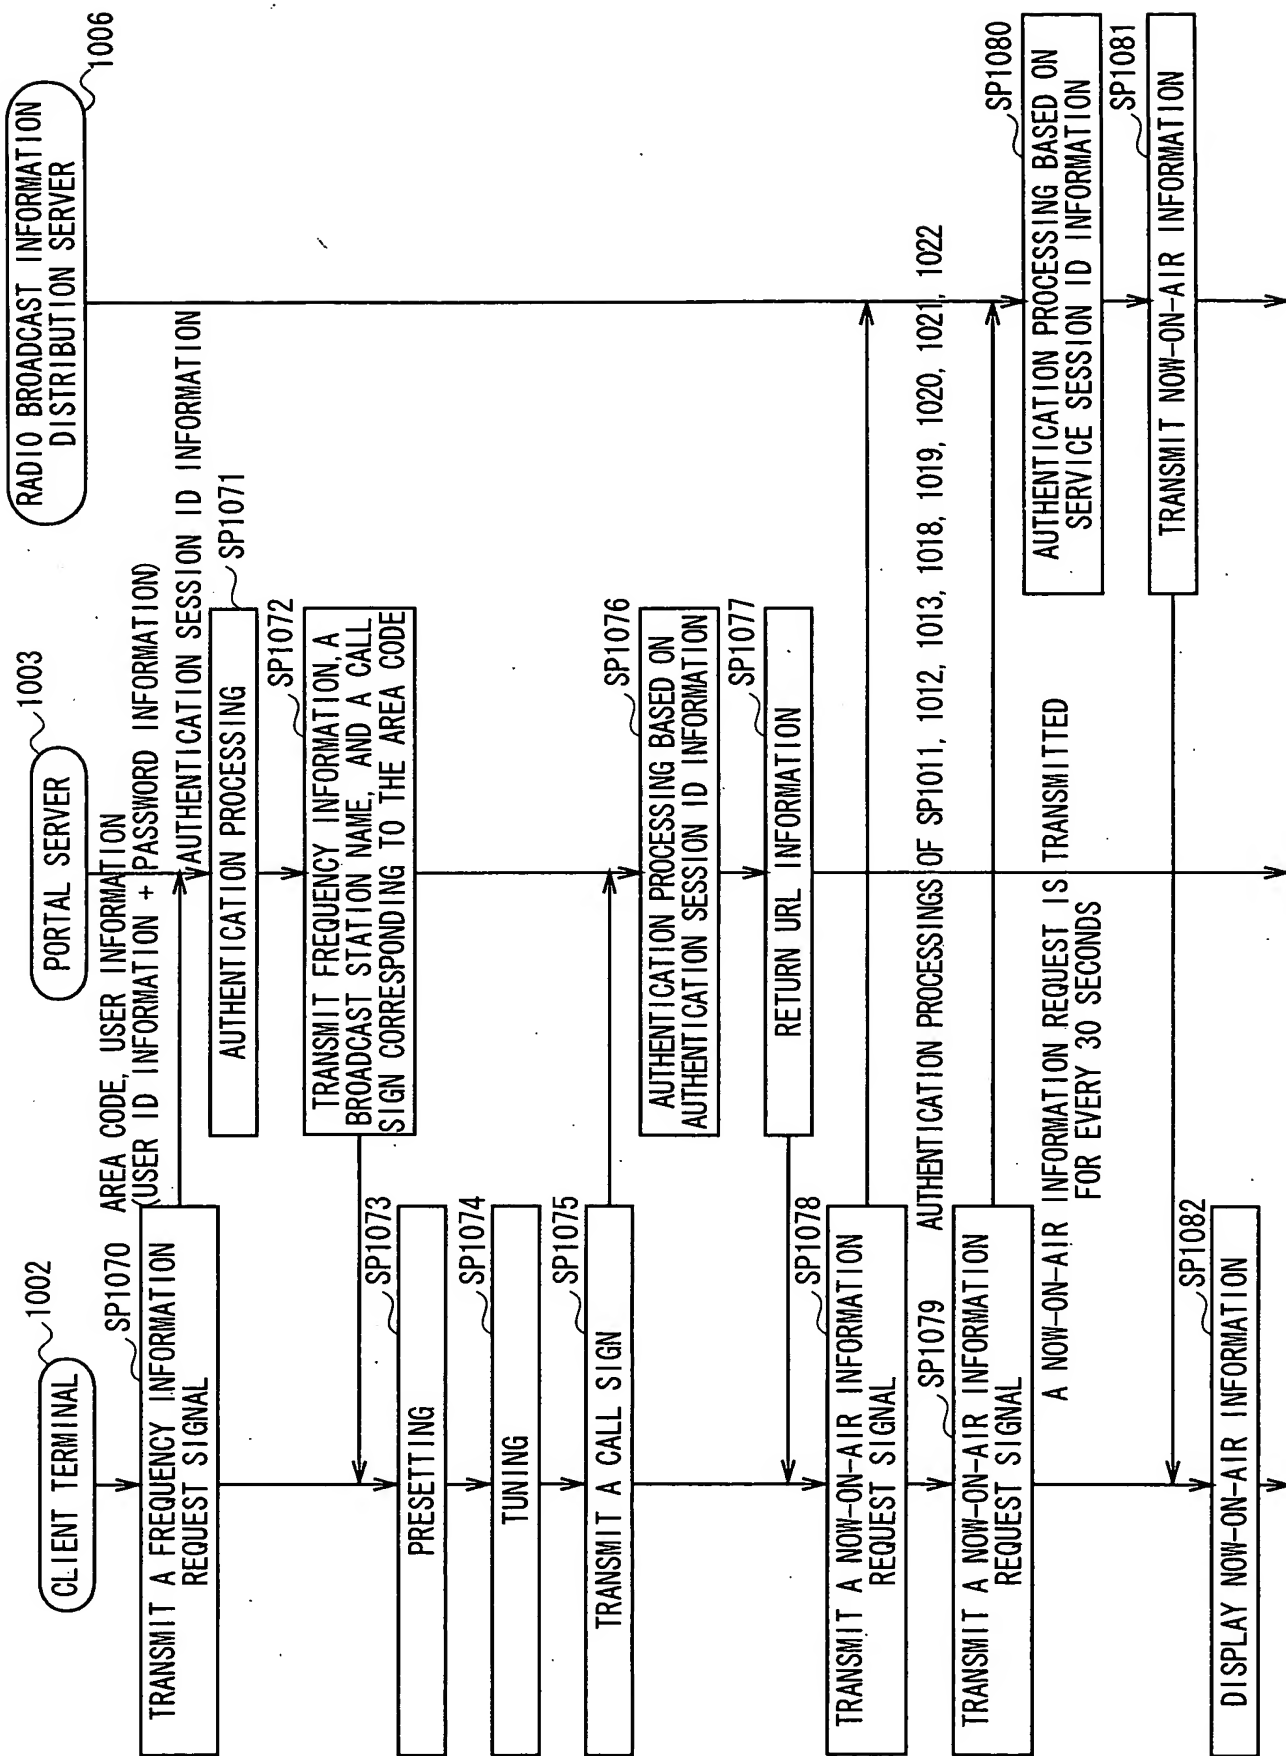 CLIENT TERMINAL
1002
PORTAL SERVER
1003
RADIO BROADCAST INFORMATION
DISTRIBUTION SERVER
1006
SP1070
TRANSMIT A FREQUENCY INFORMATION
REQUEST SIGNAL
AREA CODE, USER INFORMATION
(USER ID INFORMATION + PASSWORD INFORMATION)
AUTHENTICATION SESSION ID INFORMATION
AUTHENTICATION PROCESSING
SP1071
SP1072
TRANSMIT FREQUENCY INFORMATION, A
BROADCAST STATION NAME, AND A CALL
SIGN CORRESPONDING TO THE AREA CODE
SP1073
PRESETTING
SP1074
TUNING
SP1075
TRANSMIT A CALL SIGN
SP1076
AUTHENTICATION PROCESSING BASED ON
AUTHENTICATION SESSION ID INFORMATION
SP1077
RETURN URL INFORMATION
SP1078
TRANSMIT A NOW-ON-AIR INFORMATION
REQUEST SIGNAL
AUTHENTICATION PROCESSINGS OF SP1011, 1012, 1013, 1018, 1019, 1020, 1021, 1022
SP1079
TRANSMIT A NOW-ON-AIR INFORMATION
REQUEST SIGNAL
A NOW-ON-AIR INFORMATION REQUEST IS TRANSMITTED
FOR EVERY 30 SECONDS
SP1080
AUTHENTICATION PROCESSING BASED ON
SERVICE SESSION ID INFORMATION
SP1081
TRANSMIT NOW-ON-AIR INFORMATION
SP1082
DISPLAY NOW-ON-AIR INFORMATION